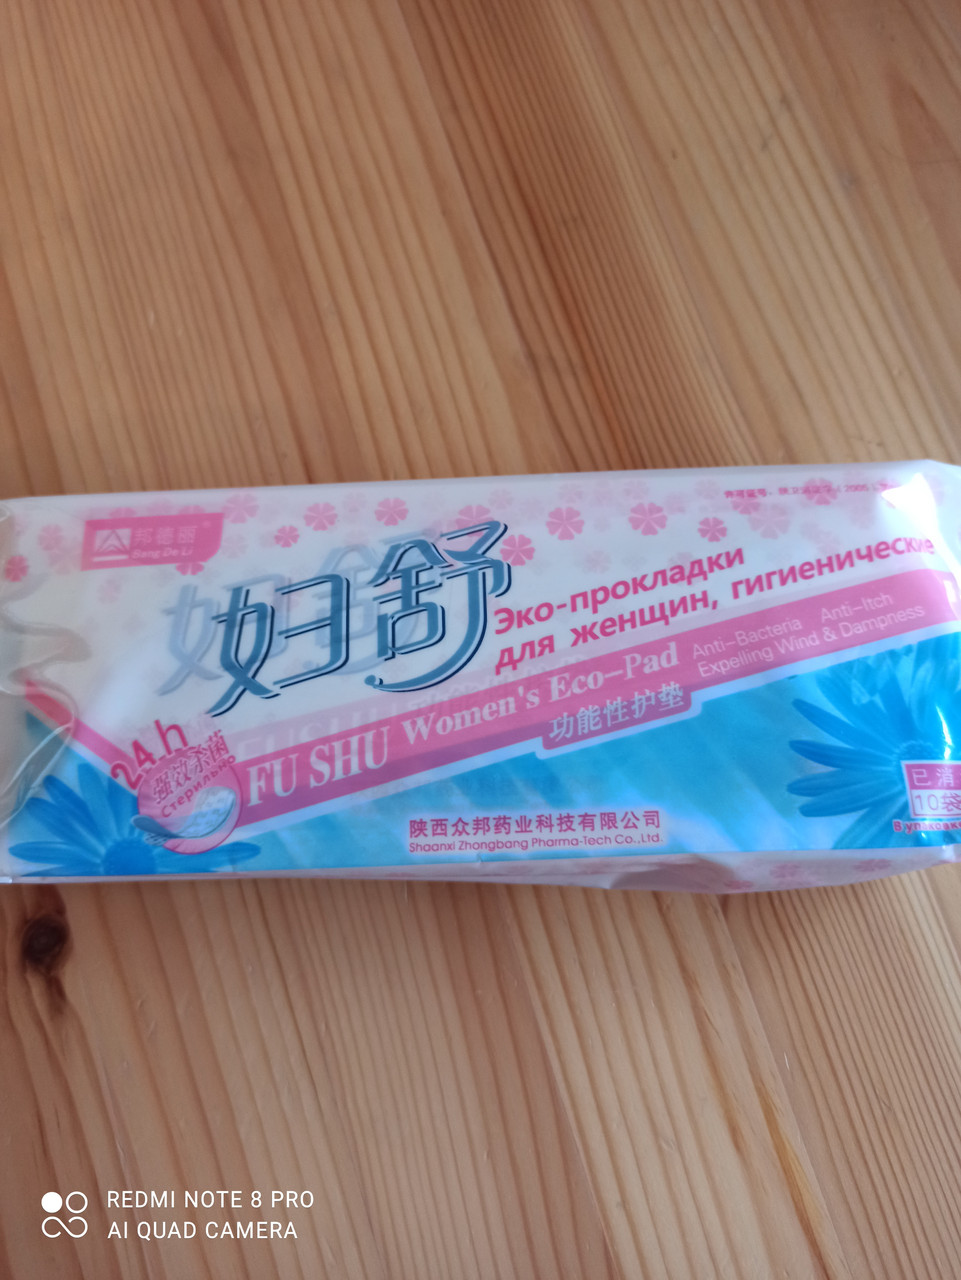 邦德丽
Bang De Li
妇舒
Эко-прокладки
для женщин, гигиенические
Anti-Bacteria Anti-Itch
Expelling Wind & Dampness
FU SHU Women's Eco-Pad
功能性护垫
24h
强效杀菌
Стерильно
陕西众邦药业科技有限公司
Shaanxi Zhongbang Pharma-Tech Co.,Ltd.
已消
10袋
В упаковке
REDMI NOTE 8 PRO
AI QUAD CAMERA